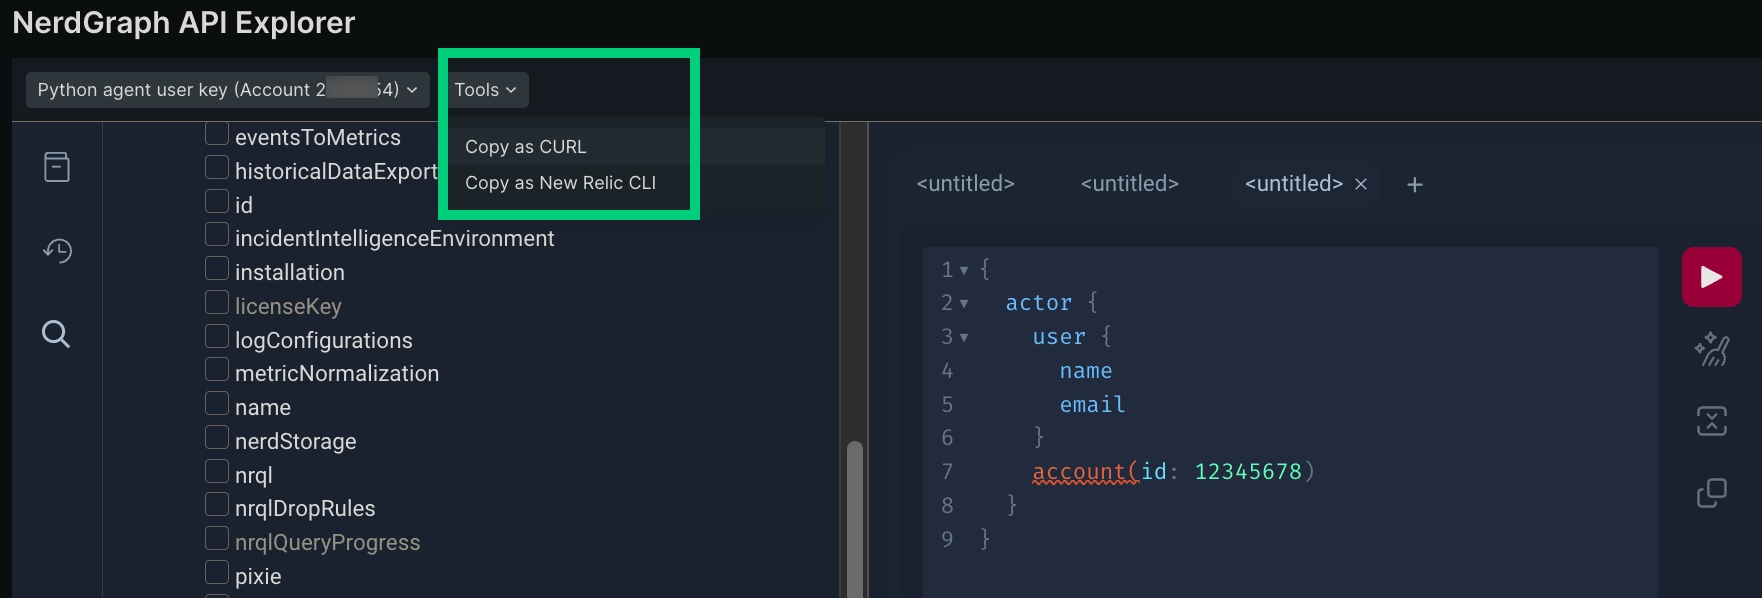 NerdGraph API Explorer
Python agent user key (Account 2 54)
Tools
Copy as CURL
Copy as New Relic CLI
eventsToMetrics
historicalDataExport
id
incidentIntelligenceEnvironment
installation
licenseKey
logConfigurations
metricNormalization
name
nerdStorage
nrql
nrqlDropRules
nrqlQueryProgress
pixie
<untitled> <untitled> <untitled> × +
1 {
2 actor {
3 user {
4 name
5 email
6 }
7 account(id: 12345678)
8 }
9 }